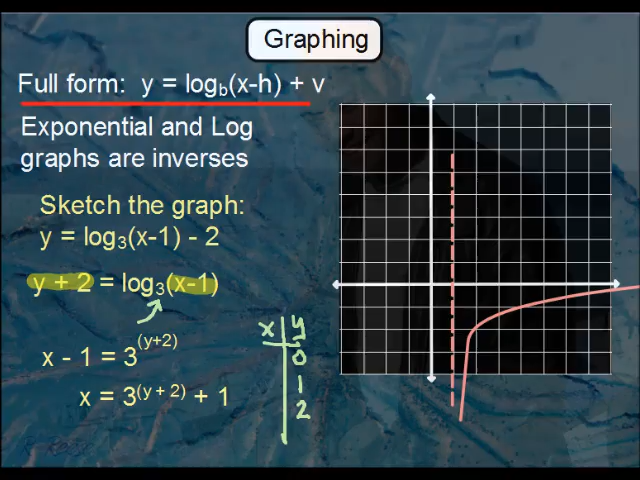 Graphing
Full form: y = log_b(x-h) + v
Exponential and Log
graphs are inverses
Sketch the graph:
y = log₃(x-1) - 2
y + 2 = log₃(x-1)
x - 1 = 3^(y+2)
x = 3^(y + 2) + 1
x y
0
1
2